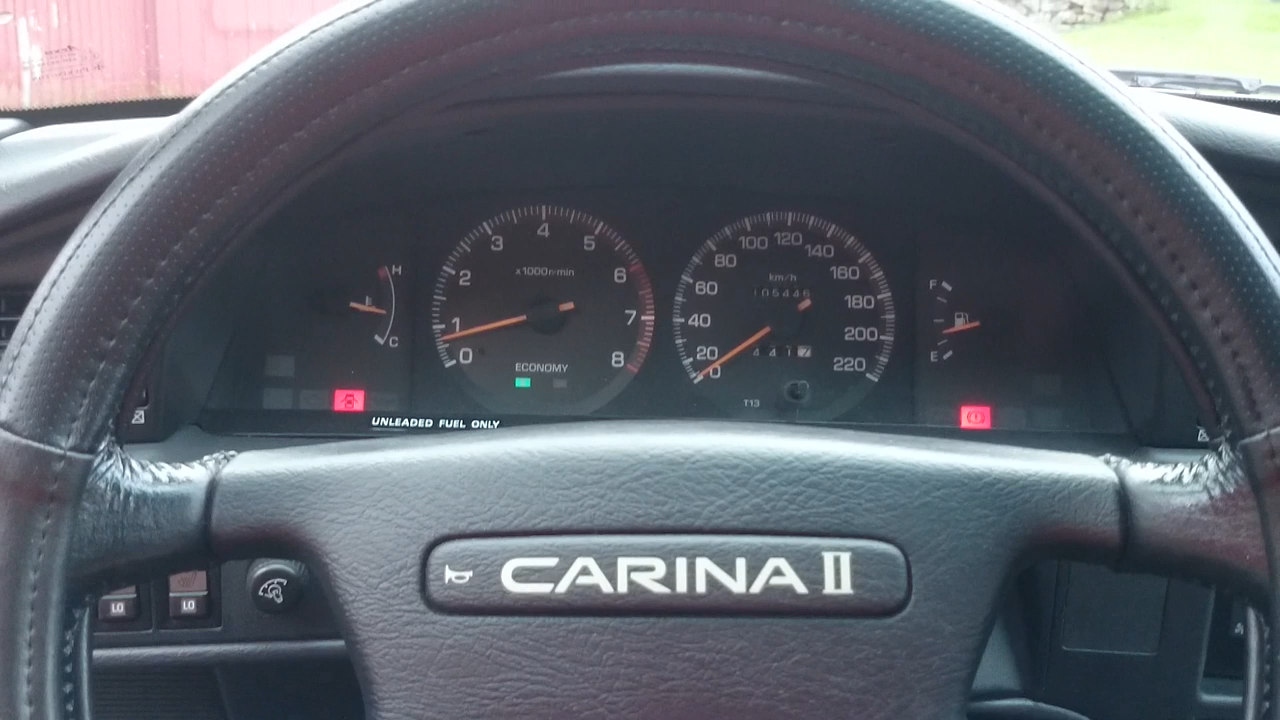 H
C
0 1 2 3 4 5 6 7 8
x1000r/min
ECONOMY
0 20 40 60 80 100 120 140 160 180 200 220
km/h
T13
F
E
UNLEADED FUEL ONLY
CARINA II
LO
LO